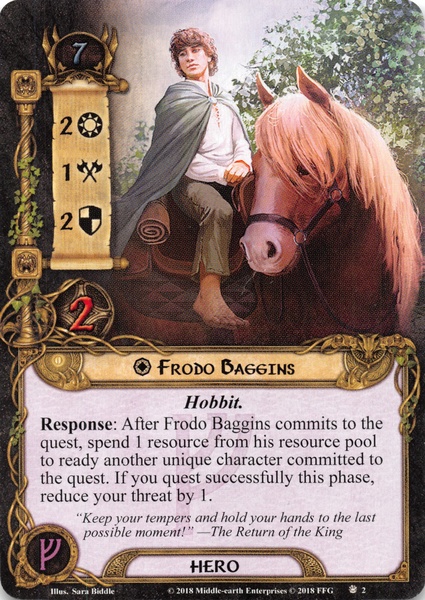 7
2
1
2
2
Frodo Baggins
Hobbit.
Response: After Frodo Baggins commits to the
quest, spend 1 resource from his resource pool
to ready another unique character committed to
the quest. If you quest successfully this phase,
reduce your threat by 1.
“Keep your tempers and hold your hands to the last
possible moment!” —The Return of the King
HERO
Illus. Sara Biddle © 2018 Middle-earth Enterprises © 2018 FFG 2